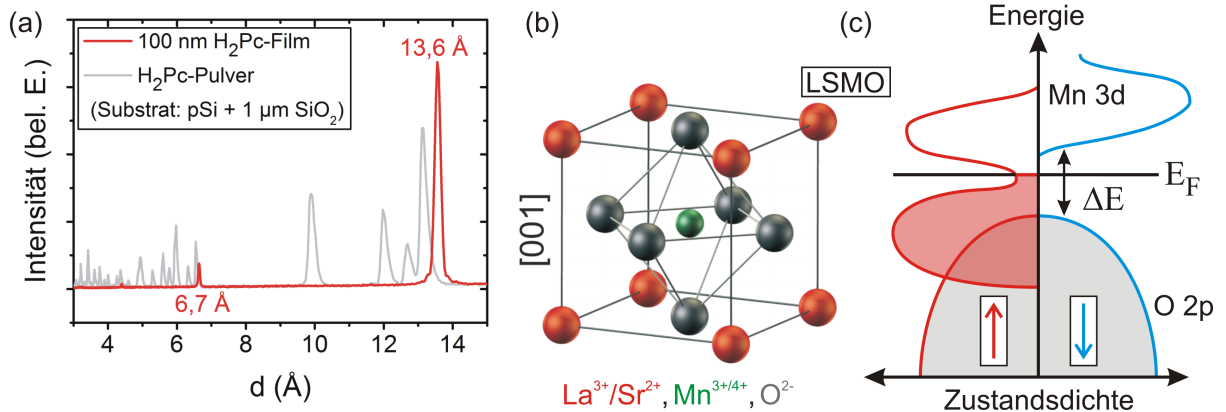 (a)
100 nm H₂Pc-Film
H₂Pc-Pulver
(Substrat: pSi + 1 µm SiO₂)
13,6 Å
6,7 Å
Intensität (bel. E.)
4 6 8 10 12 14
d (Å)
(b)
LSMO
[001]
La³⁺/Sr²⁺, Mn³⁺/⁴⁺, O²⁻
(c)
Energie
Mn 3d
E_F
ΔE
O 2p
Zustandsdichte